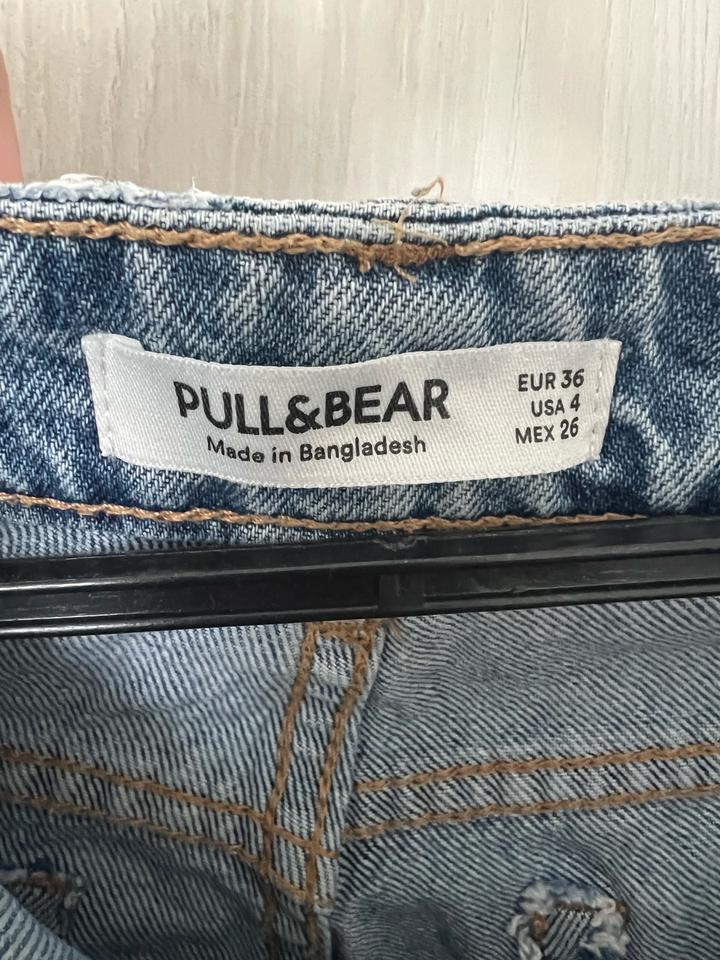 PULL&BEAR
Made in Bangladesh
EUR 36
USA 4
MEX 26